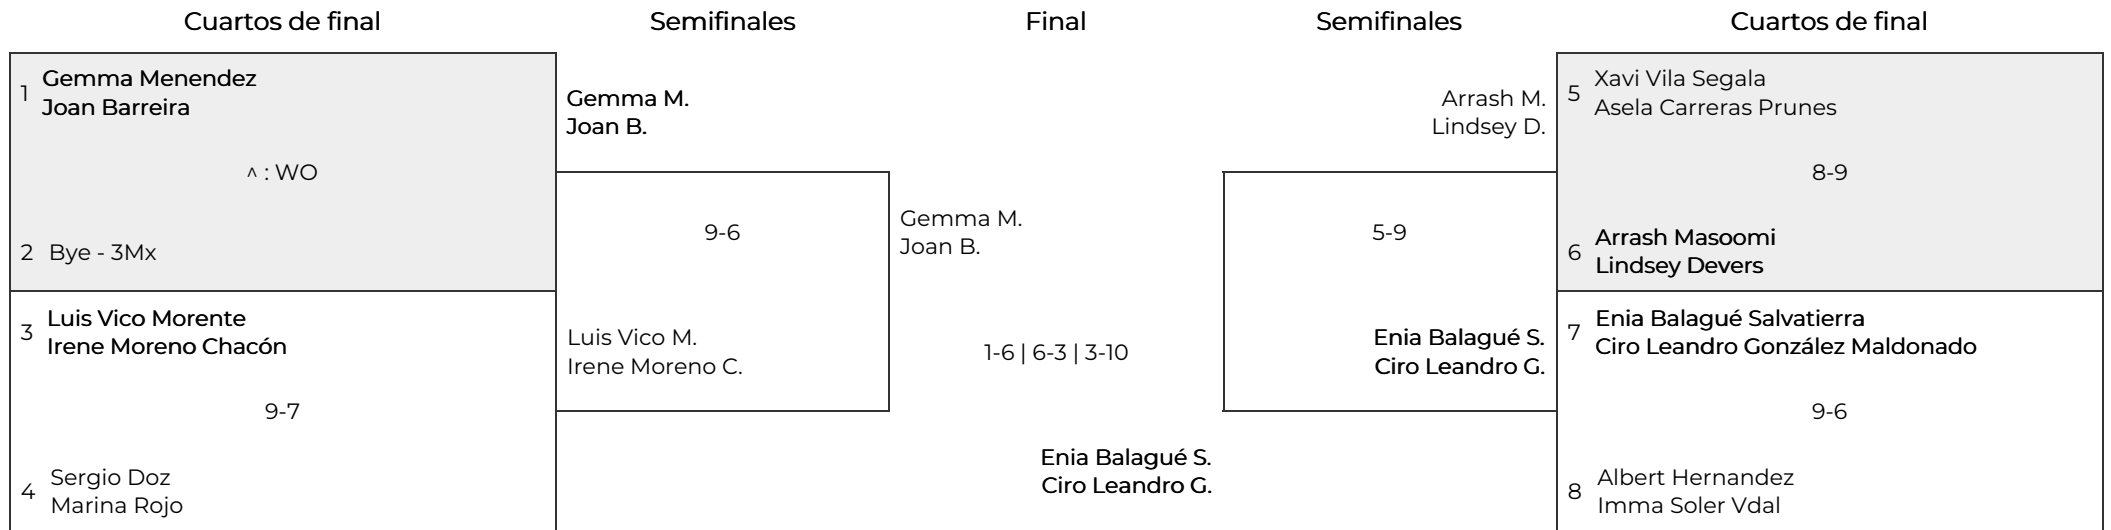 Cuartos de final
Semifinales
Final
Semifinales
Cuartos de final
1
Gemma Menendez
Joan Barreira
^ : WO
2 Bye - 3Mx
3
Luis Vico Morente
Irene Moreno Chacón
9-7
4
Sergio Doz
Marina Rojo
Gemma M.
Joan B.
9-6
Luis Vico M.
Irene Moreno C.
Gemma M.
Joan B.
1-6 | 6-3 | 3-10
Enia Balagué S.
Ciro Leandro G.
Arrash M.
Lindsey D.
5-9
Enia Balagué S.
Ciro Leandro G.
5
Xavi Vila Segala
Asela Carreras Prunes
8-9
6
Arrash Masoomi
Lindsey Devers
7
Enia Balagué Salvatierra
Ciro Leandro González Maldonado
9-6
8
Albert Hernandez
Imma Soler Vdal